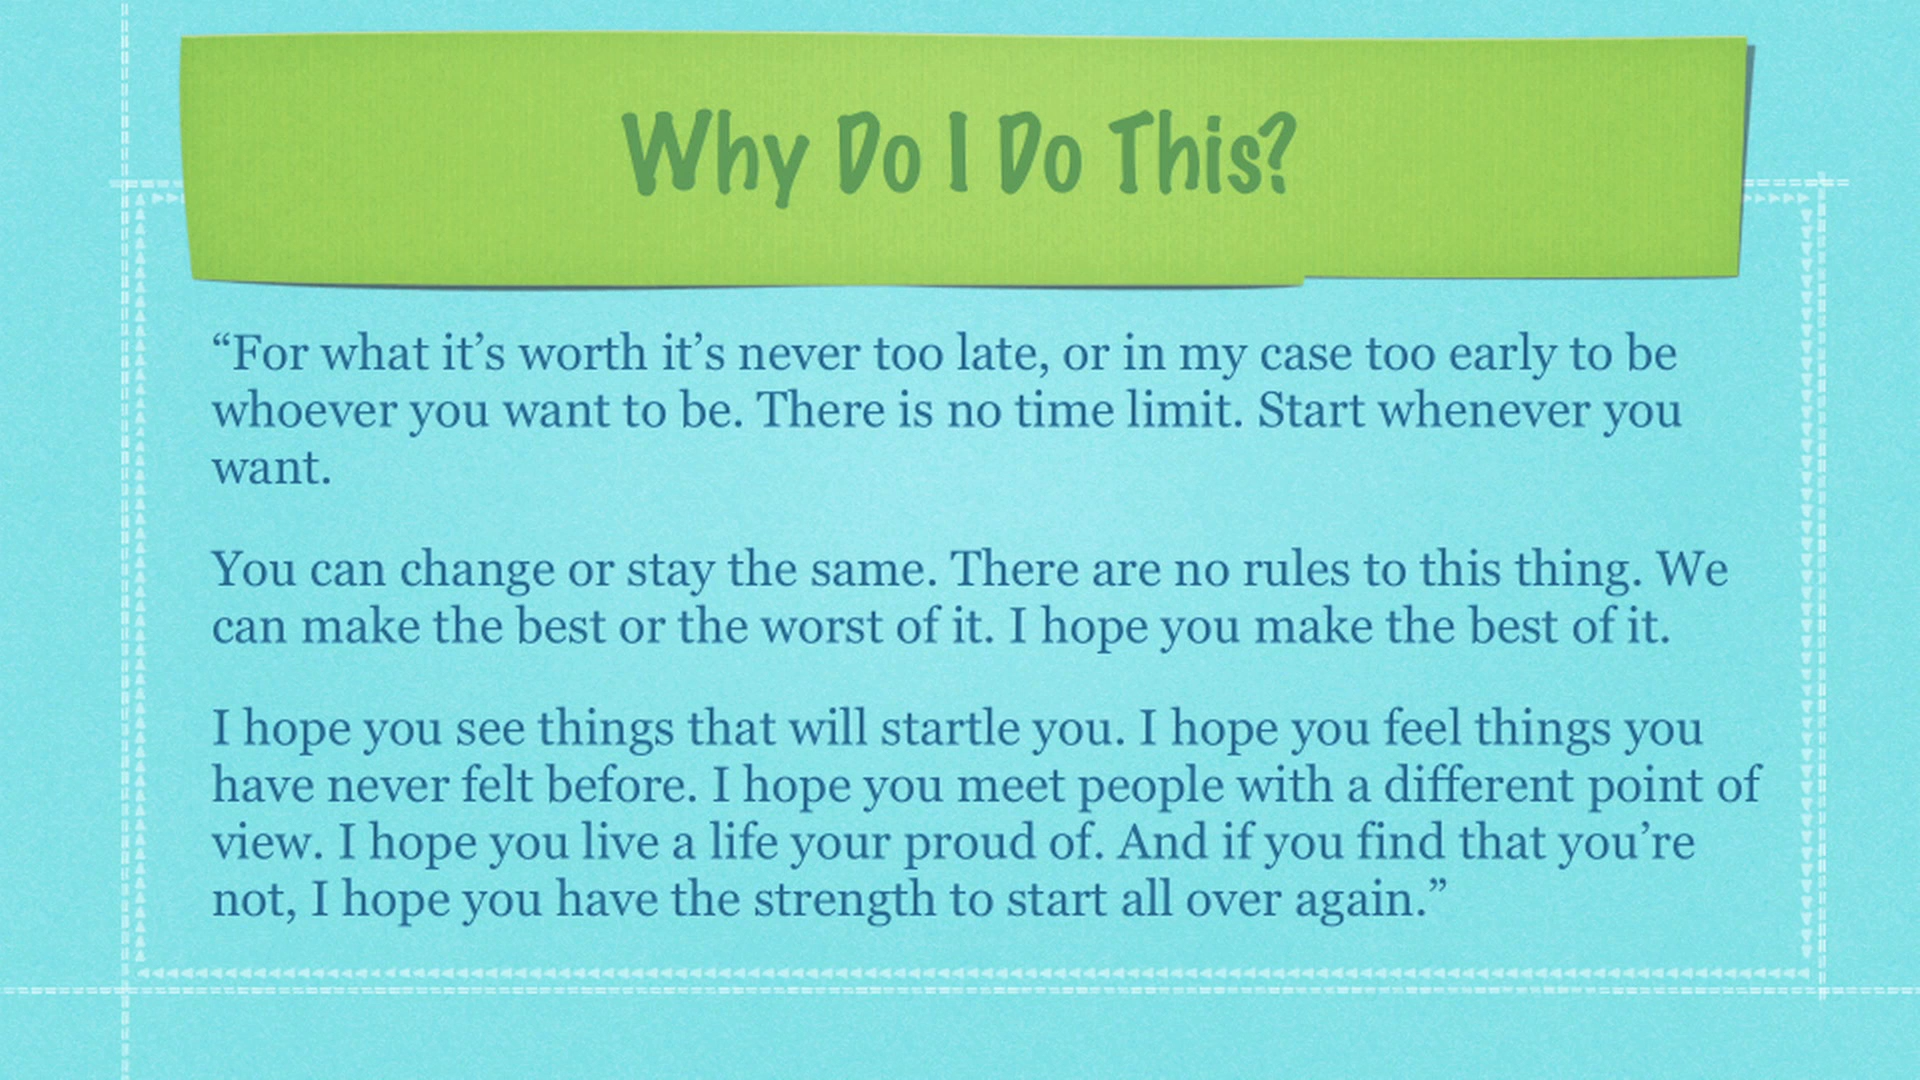 Why Do I Do This?
“For what it’s worth it’s never too late, or in my case too early to be
whoever you want to be. There is no time limit. Start whenever you
want.
You can change or stay the same. There are no rules to this thing. We
can make the best or the worst of it. I hope you make the best of it.
I hope you see things that will startle you. I hope you feel things you
have never felt before. I hope you meet people with a different point of
view. I hope you live a life your proud of. And if you find that you’re
not, I hope you have the strength to start all over again.”